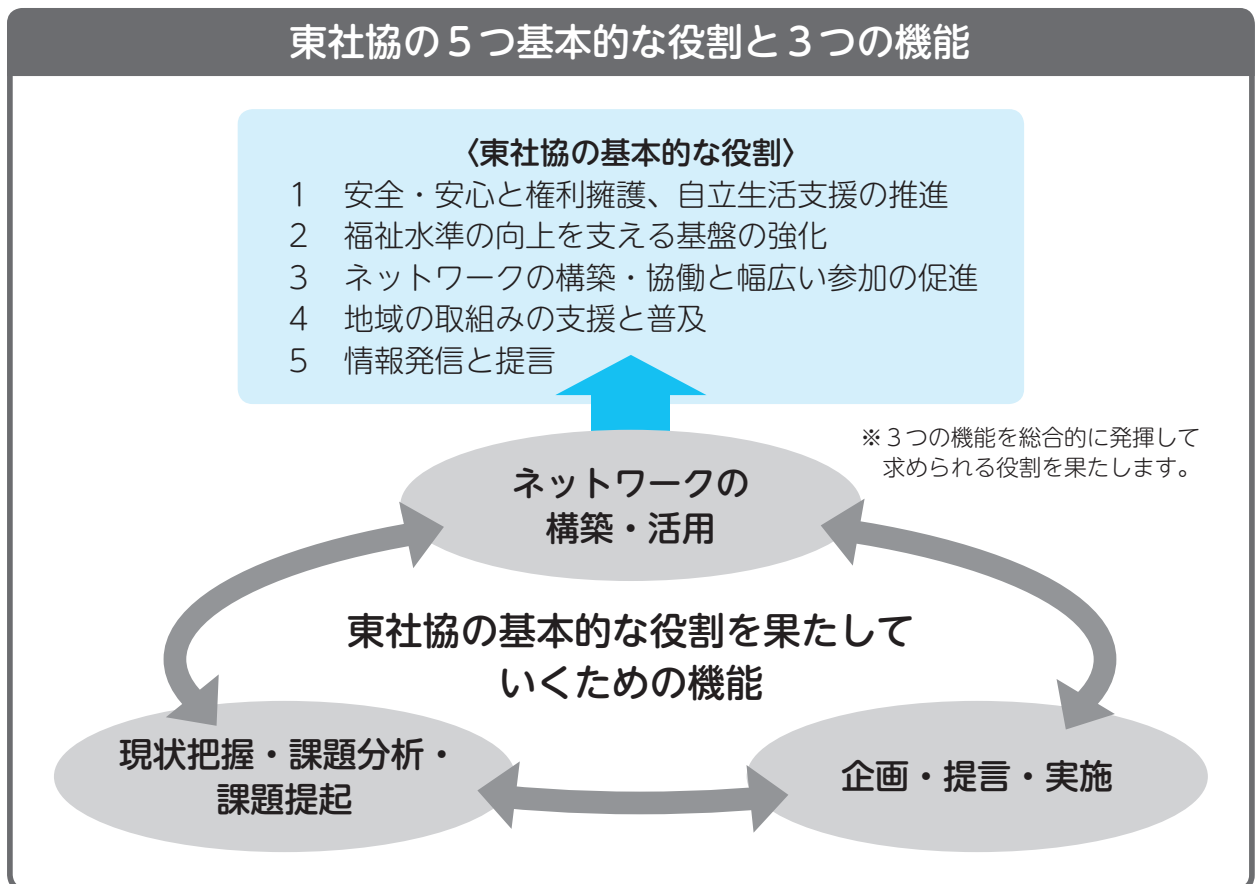 東社協の５つ基本的な役割と３つの機能
〈東社協の基本的な役割〉
1　安全・安心と権利擁護、自立生活支援の推進
2　福祉水準の向上を支える基盤の強化
3　ネットワークの構築・協働と幅広い参加の促進
4　地域の取組みの支援と普及
5　情報発信と提言
※３つの機能を総合的に発揮して
求められる役割を果たします。
ネットワークの
構築・活用
東社協の基本的な役割を果たして
いくための機能
現状把握・課題分析・
課題提起
企画・提言・実施